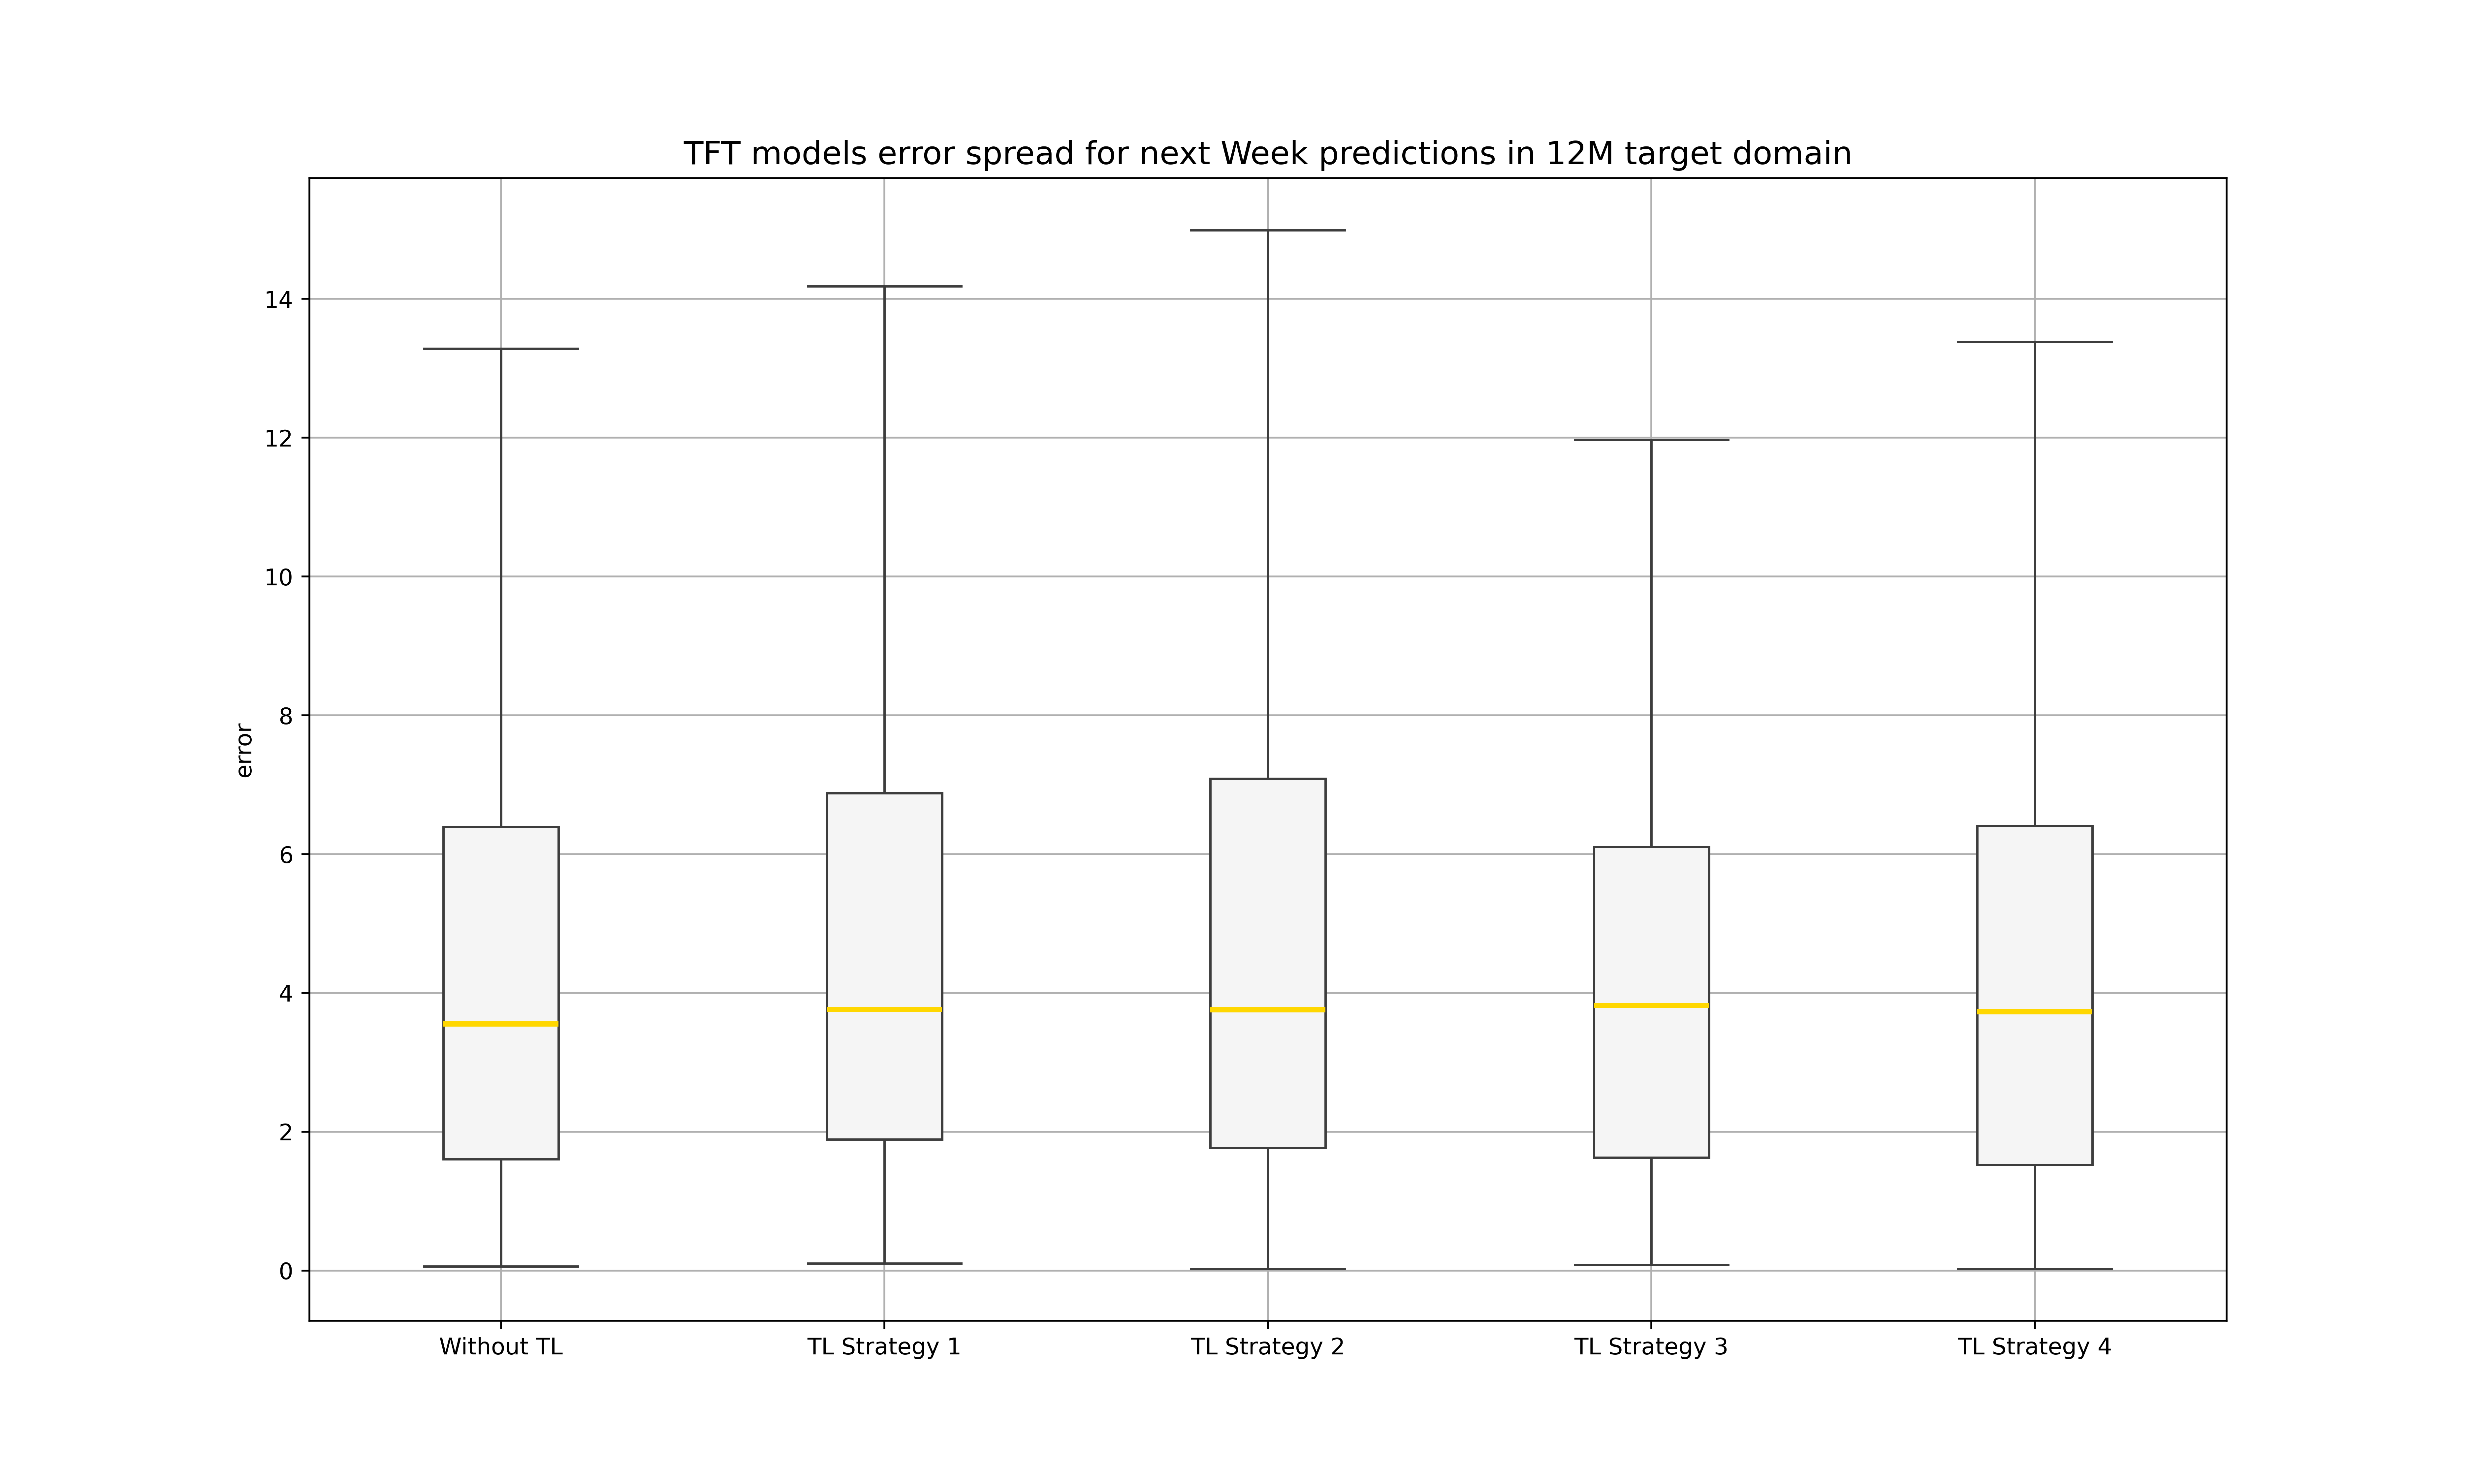 TFT models error spread for next Week predictions in 12M target domain
14
12
10
8
6
4
2
0
error
Without TL
TL Strategy 1
TL Strategy 2
TL Strategy 3
TL Strategy 4